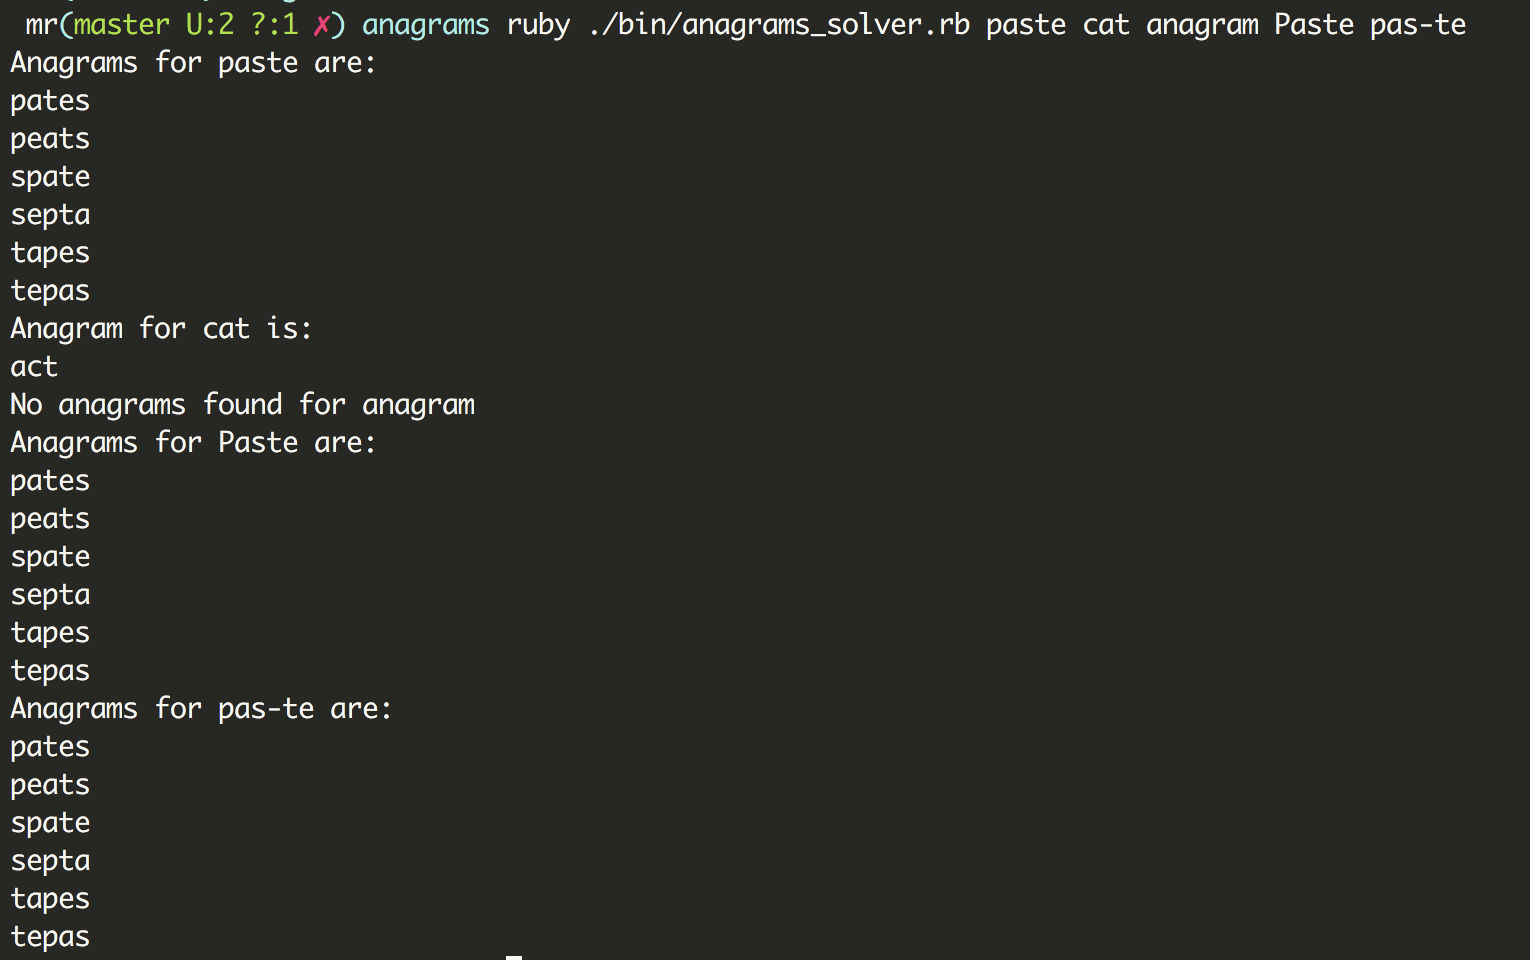 mr(master U:2 ?:1 ✗) anagrams ruby ./bin/anagrams_solver.rb paste cat anagram Paste pas-te
Anagrams for paste are:
pates
peats
spate
septa
tapes
tepas
Anagram for cat is:
act
No anagrams found for anagram
Anagrams for Paste are:
pates
peats
spate
septa
tapes
tepas
Anagrams for pas-te are:
pates
peats
spate
septa
tapes
tepas